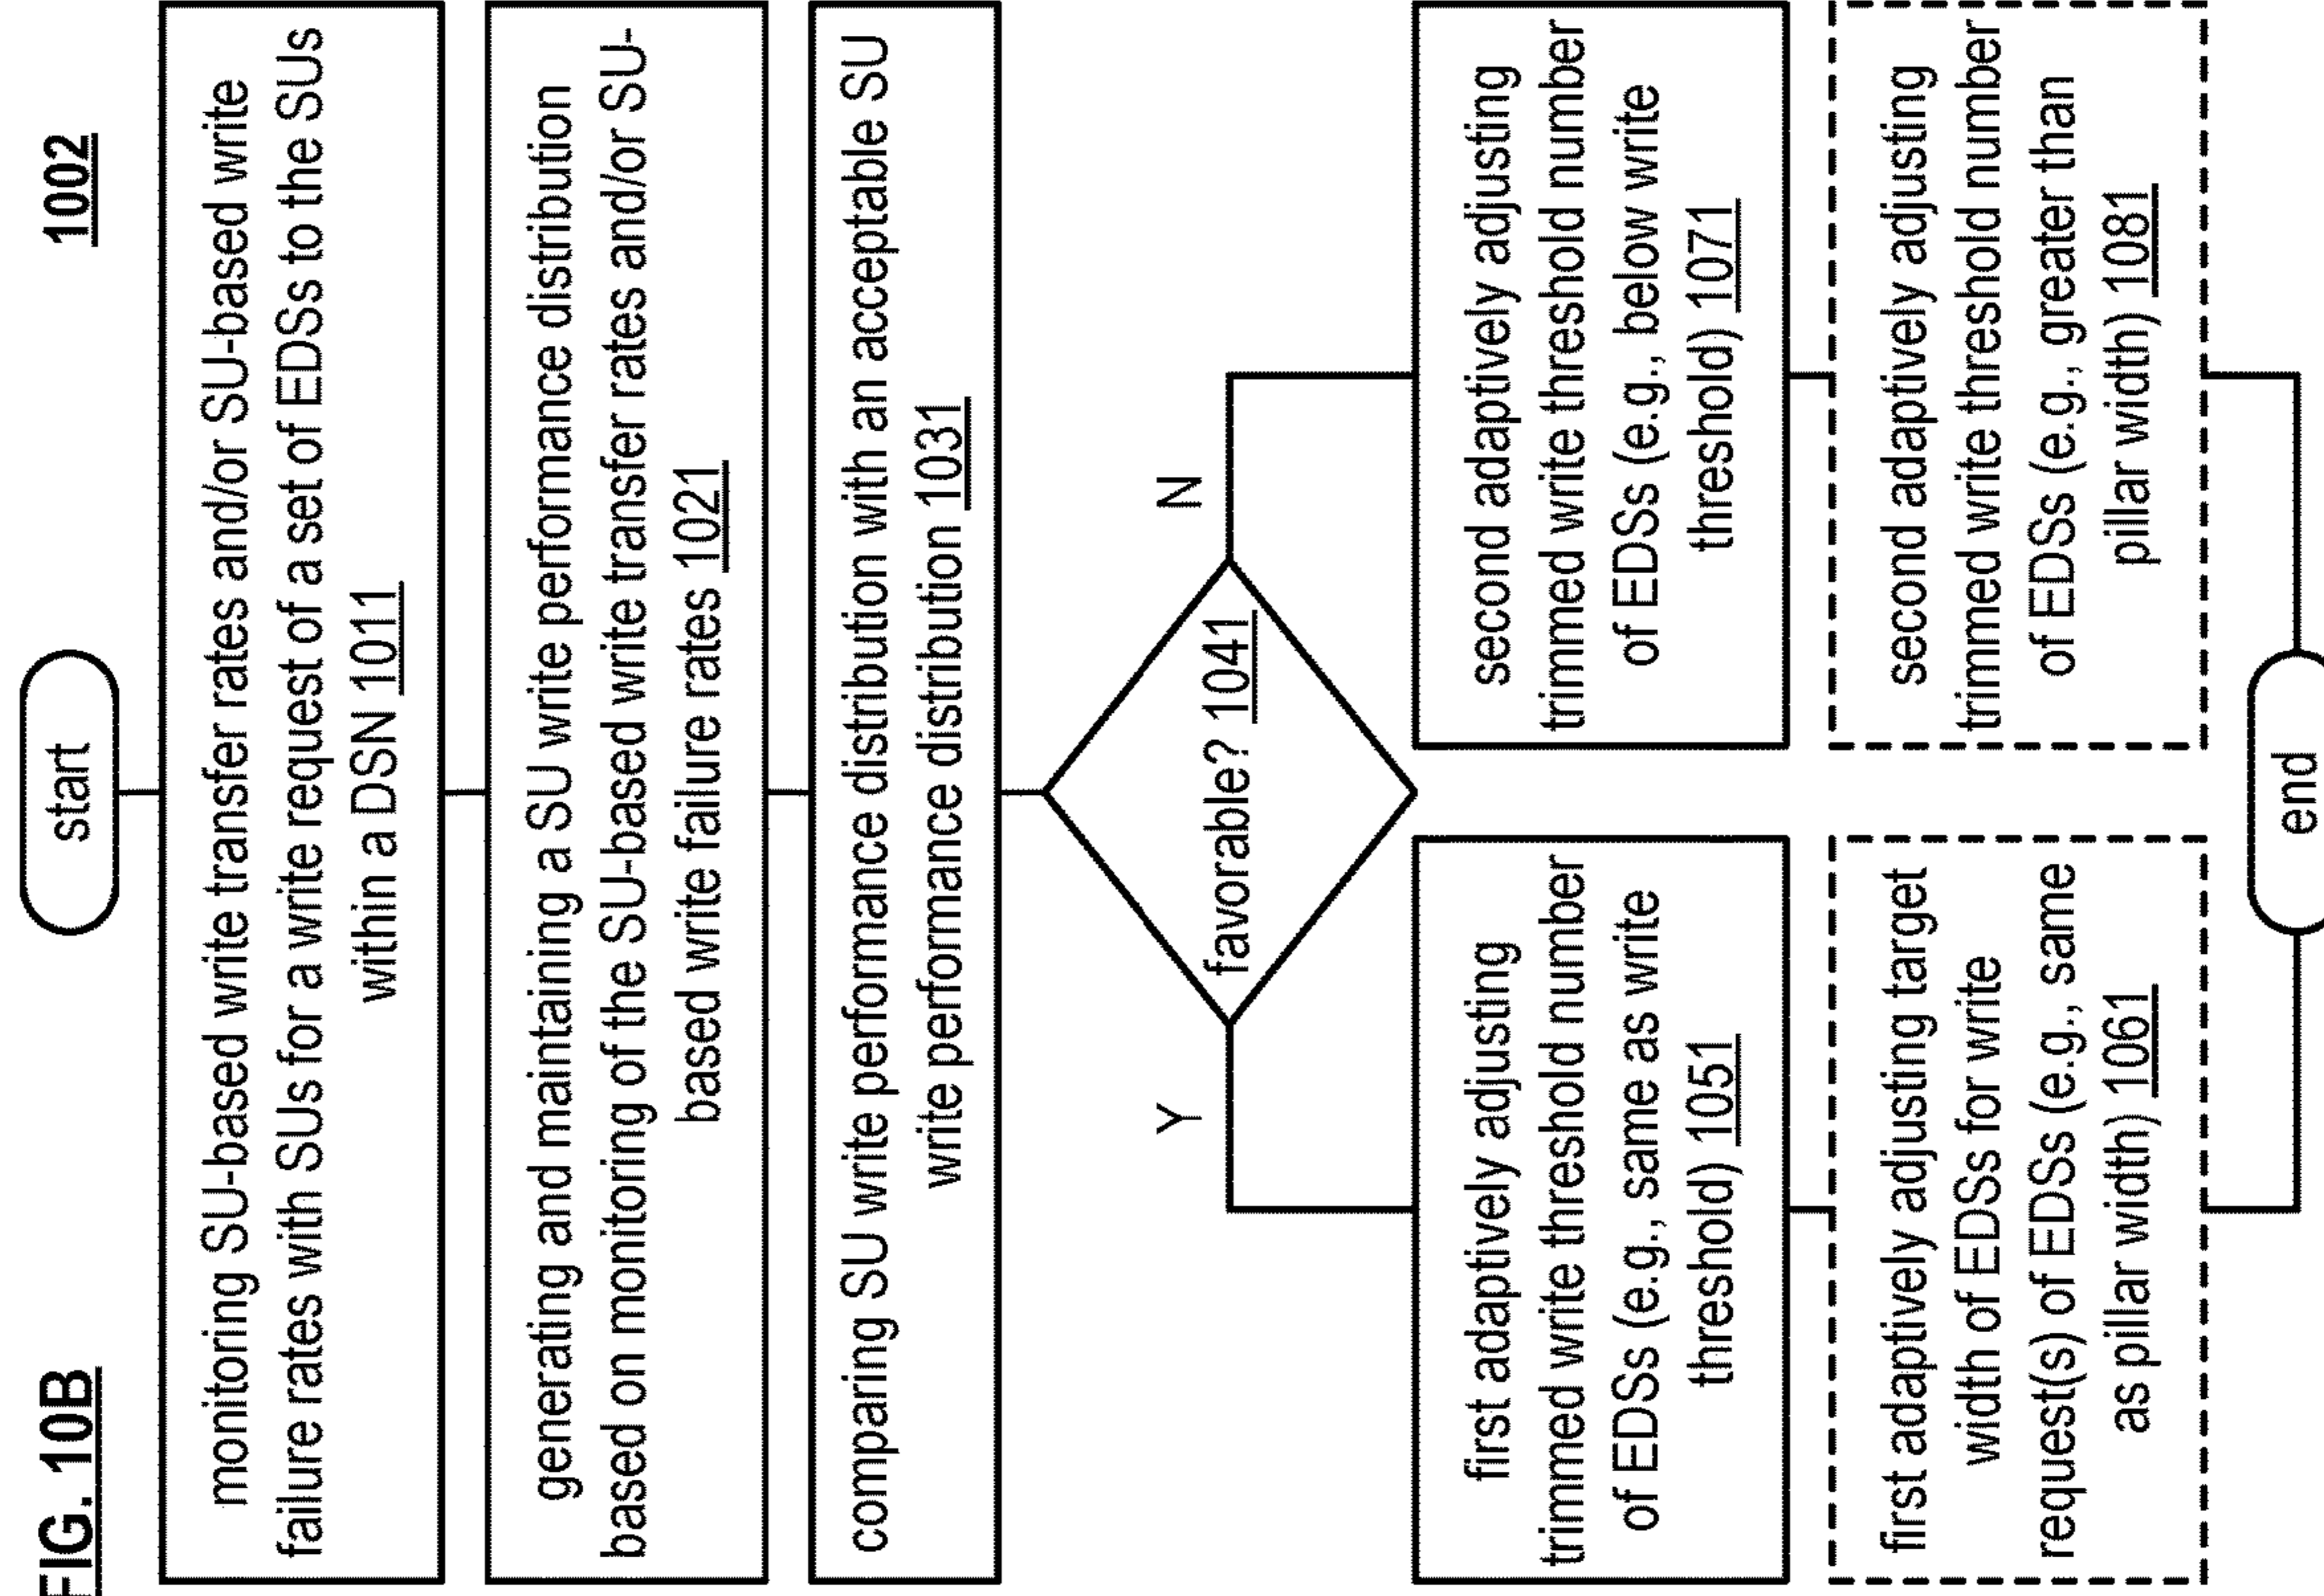 FIG. 10B
1002
start
monitoring SU-based write transfer rates and/or SU-based write
failure rates with SUs for a write request of a set of EDSs to the SUs
within a DSN 1011
generating and maintaining a SU write performance distribution
based on monitoring of the SU-based write transfer rates and/or SU-
based write failure rates 1021
comparing SU write performance distribution with an acceptable SU
write performance distribution 1031
favorable? 1041
Y
N
first adaptively adjusting
trimmed write threshold number
of EDSs (e.g., same as write
threshold) 1051
first adaptively adjusting target
width of EDSs for write
request(s) of EDSs (e.g., same
as pillar width) 1061
second adaptively adjusting
trimmed write threshold number
of EDSs (e.g., below write
threshold) 1071
second adaptively adjusting
trimmed write threshold number
of EDSs (e.g., greater than
pillar width) 1081
end